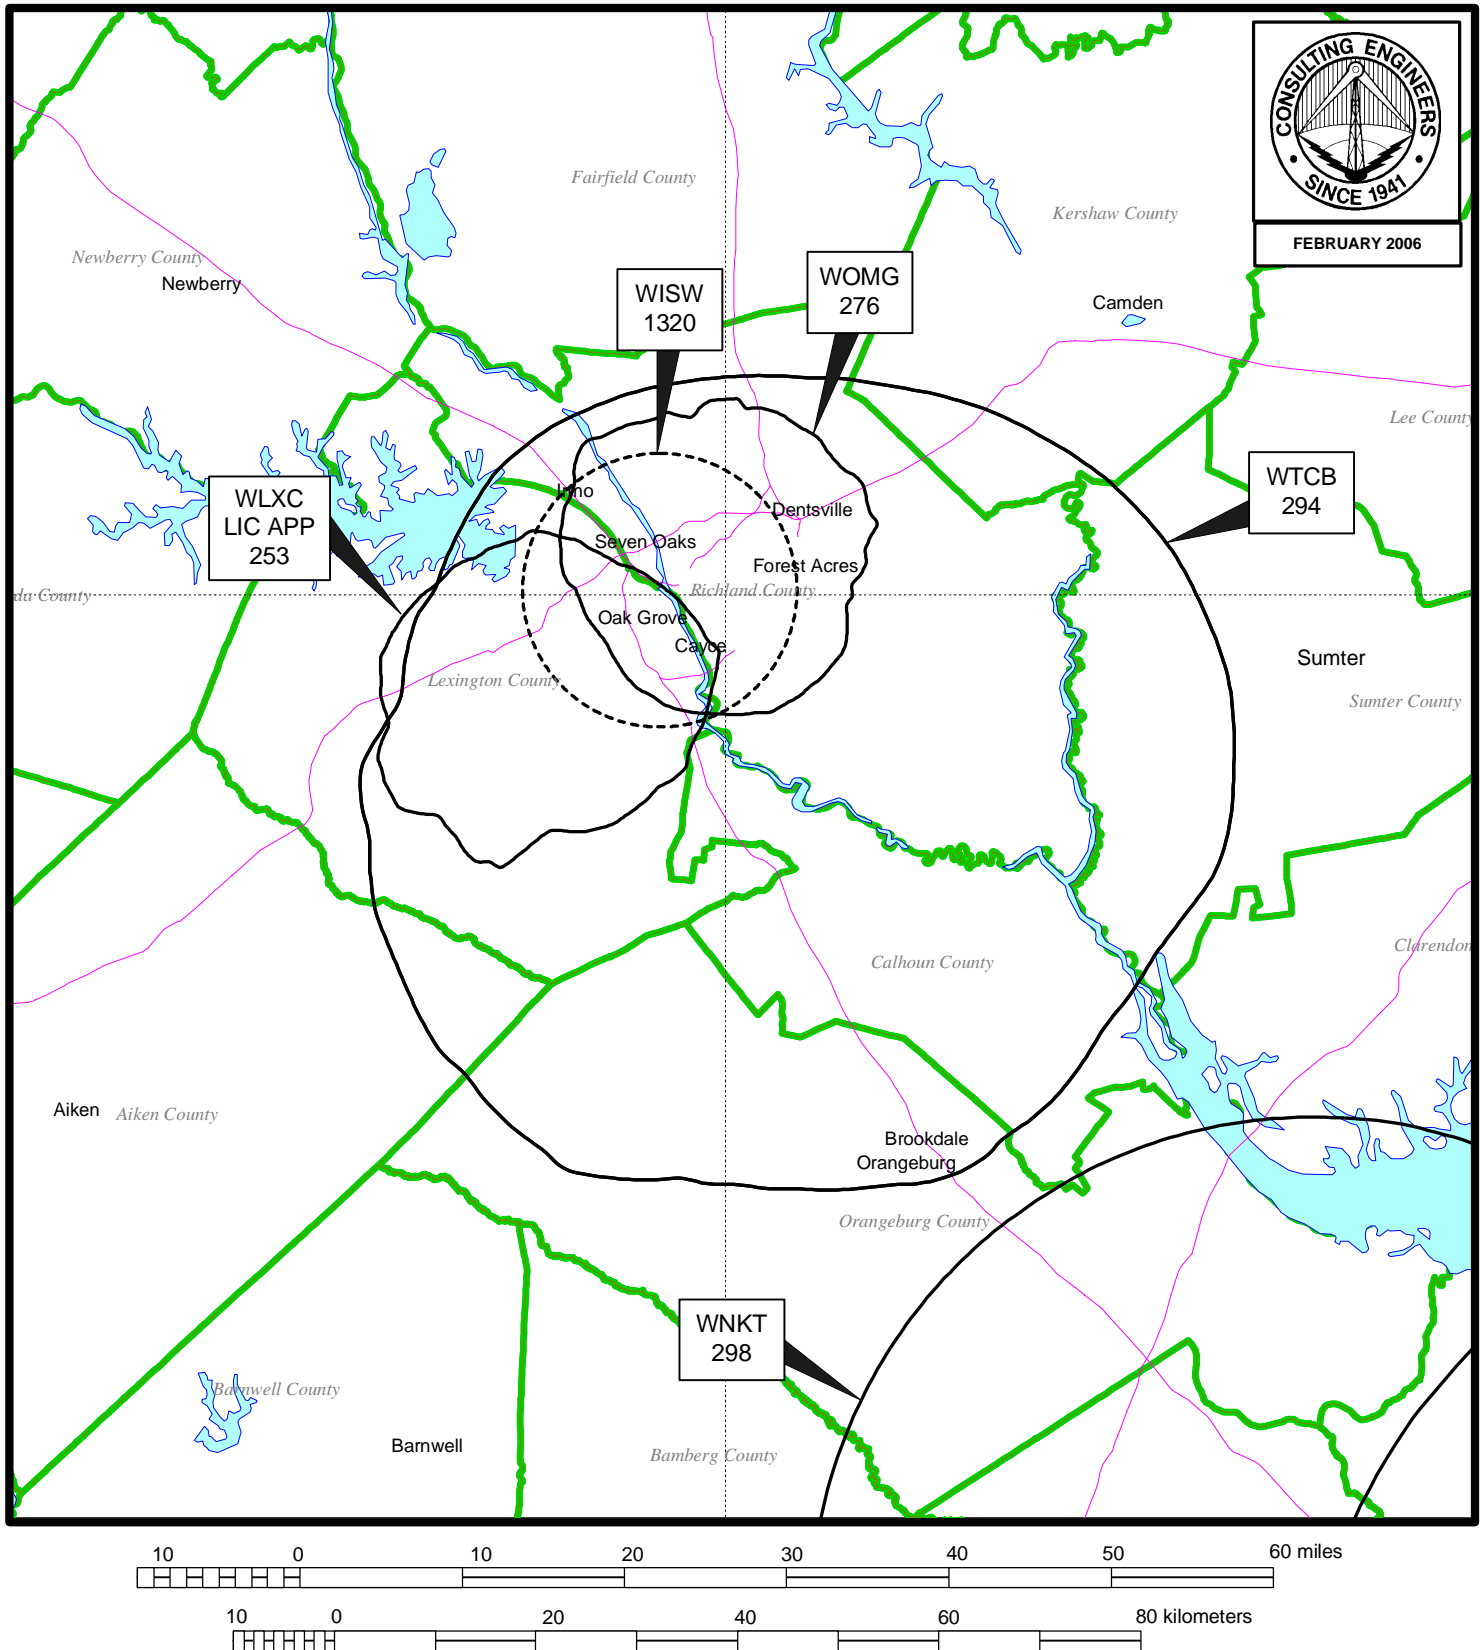 CONSULTING ENGINEERS
SINCE 1941
FEBRUARY 2006
Fairfield County
Kershaw County
Newberry County
Newberry
WISW
1320
WOMG
276
Camden
Lee County
WLXC
LIC APP
253
WTCB
294
Irmo
Dentsville
Seven Oaks
Forest Acres
Richland County
da County
Oak Grove
Cayce
Lexington County
Sumter
Sumter County
Clarendon
Calhoun County
Aiken
Aiken County
Brookdale
Orangeburg
Orangeburg County
WNKT
298
Barnwell County
Barnwell
Bamberg County
10 0 10 20 30 40 50 60 miles
10 0 20 40 60 80 kilometers